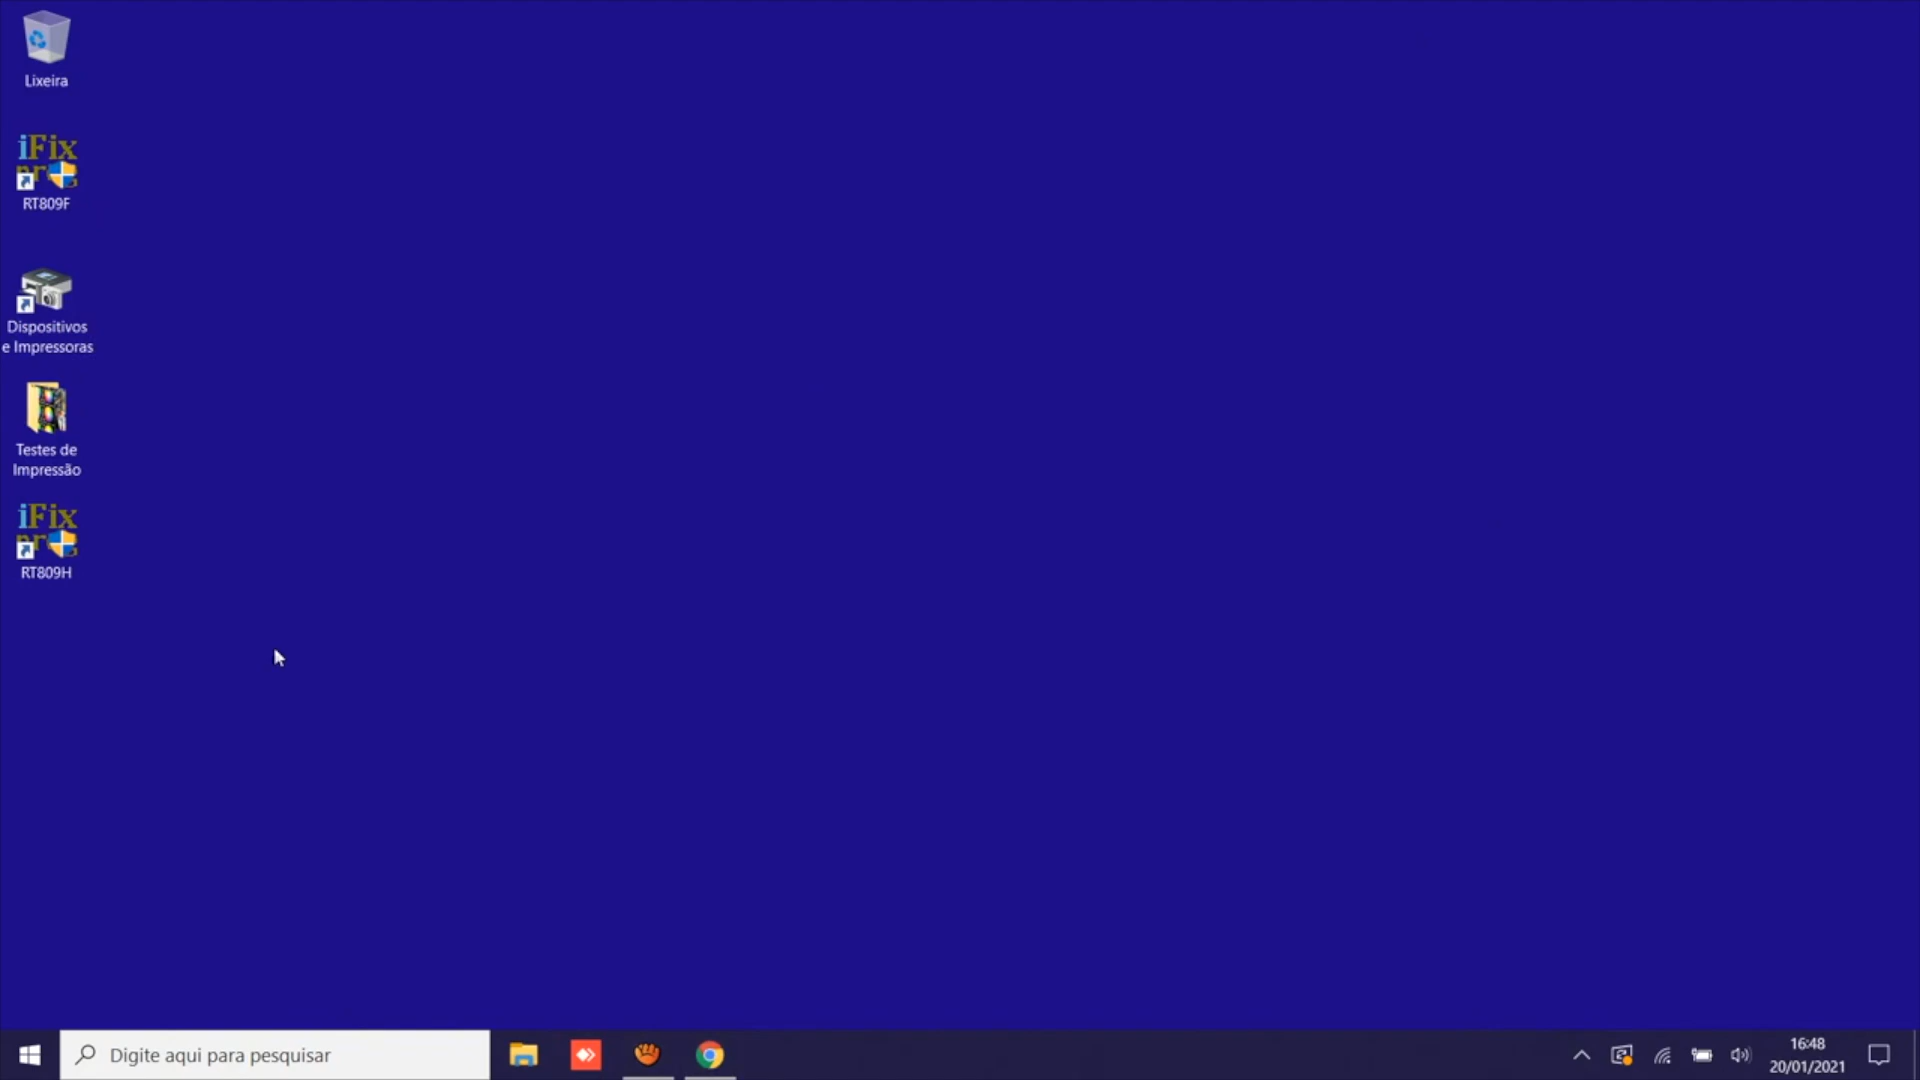 Lixeira
iFix
RT809F
Dispositivos
e Impressoras
Testes de
Impressão
iFix
RT809H
Digite aqui para pesquisar
16:48
20/01/2021